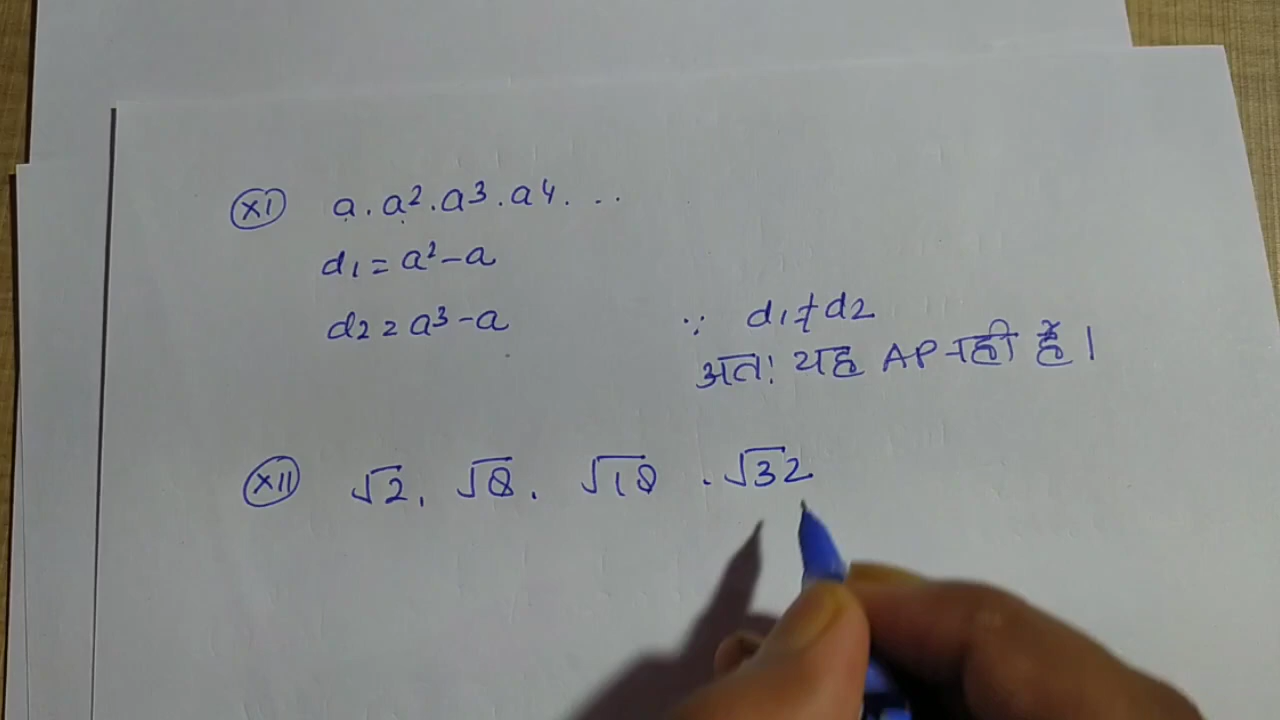 (XI) a, a², a³, a4, ...
d₁ = a² - a
d₂ = a³ - a
∵ d₁ ≠ d₂
अतः यह AP नही है।
(XII) √2, √8, √18, √32